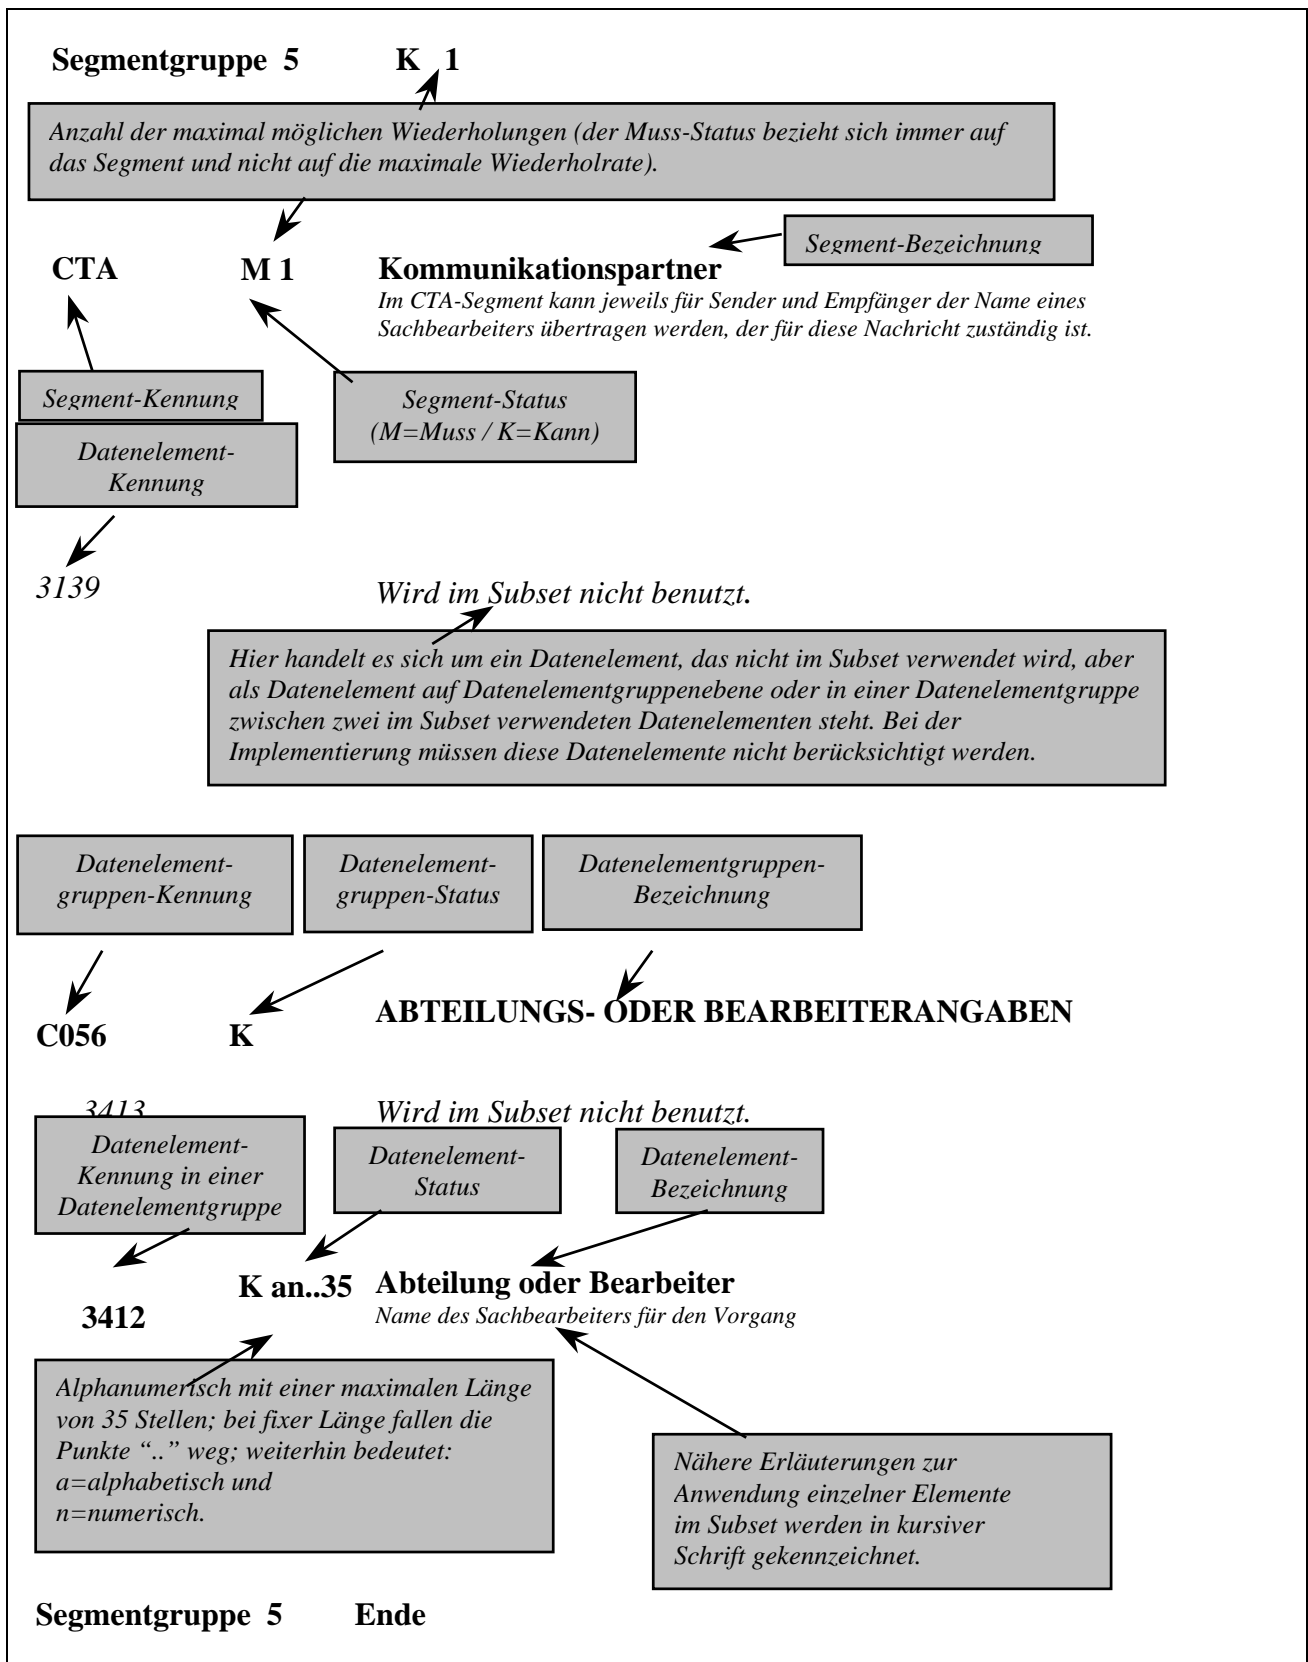 Segmentgruppe 5 K 1
Anzahl der maximal möglichen Wiederholungen (der Muss-Status bezieht sich immer auf
das Segment und nicht auf die maximale Wiederholrate).
Segment-Bezeichnung
CTA M 1 Kommunikationspartner
Im CTA-Segment kann jeweils für Sender und Empfänger der Name eines
Sachbearbeiters übertragen werden, der für diese Nachricht zuständig ist.
Segment-Kennung
Segment-Status
(M=Muss / K=Kann)
Datenelement-
Kennung
3139 Wird im Subset nicht benutzt.
Hier handelt es sich um ein Datenelement, das nicht im Subset verwendet wird, aber
als Datenelement auf Datenelementgruppenebene oder in einer Datenelementgruppe
zwischen zwei im Subset verwendeten Datenelementen steht. Bei der
Implementierung müssen diese Datenelemente nicht berücksichtigt werden.
Datenelement-
gruppen-Kennung
Datenelement-
gruppen-Status
Datenelementgruppen-
Bezeichnung
C056 K ABTEILUNGS- ODER BEARBEITERANGABEN
3413 Wird im Subset nicht benutzt.
Datenelement-
Kennung in einer
Datenelementgruppe
Datenelement-
Status
Datenelement-
Bezeichnung
3412 K an..35 Abteilung oder Bearbeiter
Name des Sachbearbeiters für den Vorgang
Alphanumerisch mit einer maximalen Länge
von 35 Stellen; bei fixer Länge fallen die
Punkte “..” weg; weiterhin bedeutet:
a=alphabetisch und
n=numerisch.
Nähere Erläuterungen zur
Anwendung einzelner Elemente
im Subset werden in kursiver
Schrift gekennzeichnet.
Segmentgruppe 5 Ende